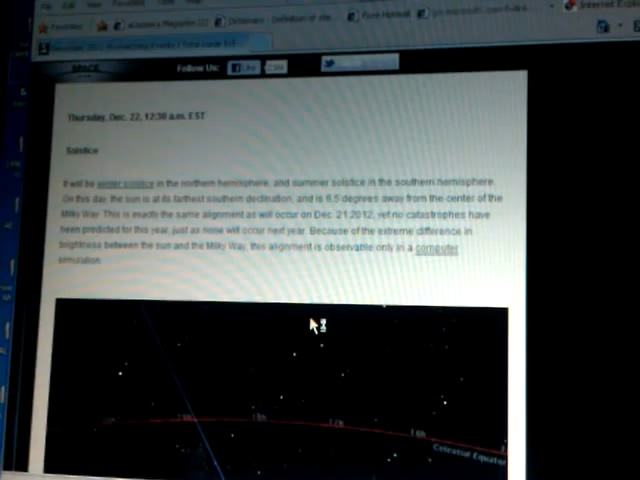 Favorites
Internet Explo
SPACE
Follow Us:
Like
Thursday, Dec. 22, 12:30 a.m. EST
Solstice
It will be winter solstice in the northern hemisphere, and summer solstice in the southern hemisphere.
On this day, the sun is at its farthest southern declination, and is 6.5 degrees away from the center of the
Milky Way. This is exactly the same alignment as will occur on Dec. 21 2012, yet no catastrophes have
been predicted for this year, just as none will occur next year. Because of the extreme difference in
brightness between the sun and the Milky Way, this alignment is observable only in a computer
simulation.
Celestial Equator